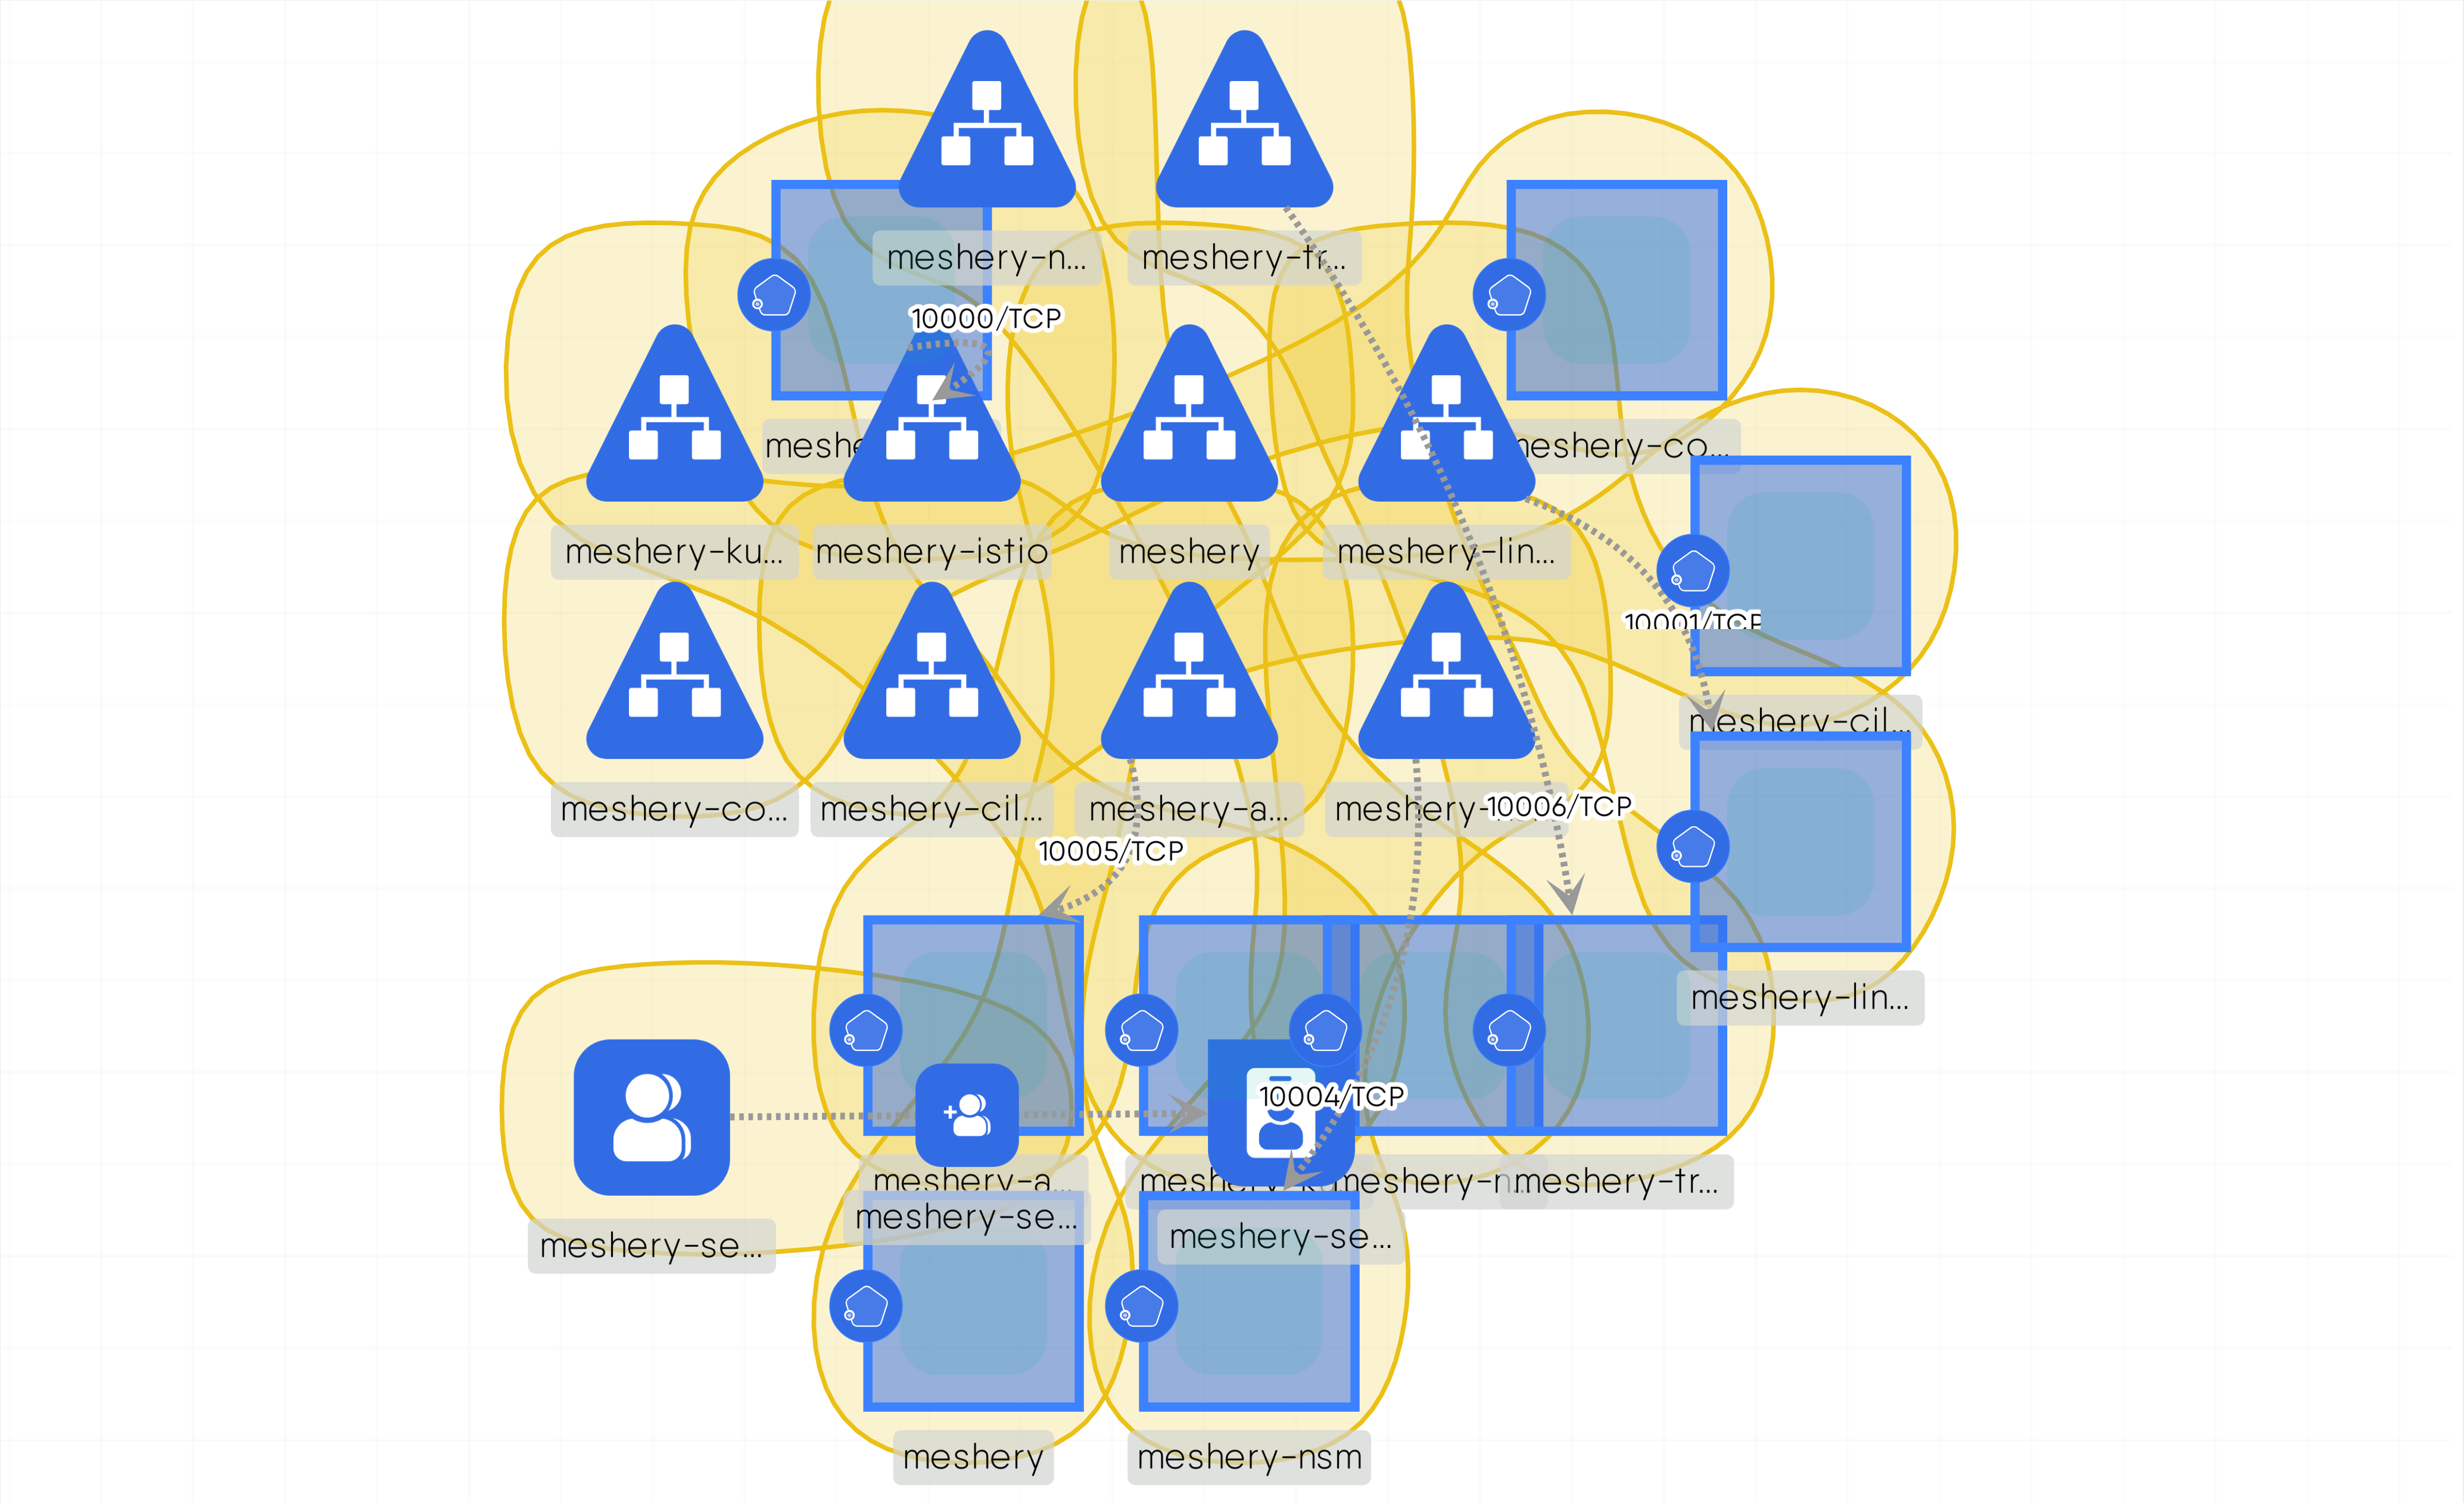 meshery-n...
meshery-tr...
10000/TCP
meshe
meshery-co...
meshery-ku...
meshery-istio
meshery
meshery-lin...
10001/TCP
meshery-cil...
meshery-co...
meshery-cil...
meshery-a...
meshery-
10006/TCP
10005/TCP
meshery-lin...
10004/TCP
meshery-a...
meshery-
meshery-n...
meshery-tr...
meshery-se...
meshery-se...
meshery-se...
meshery
meshery-nsm